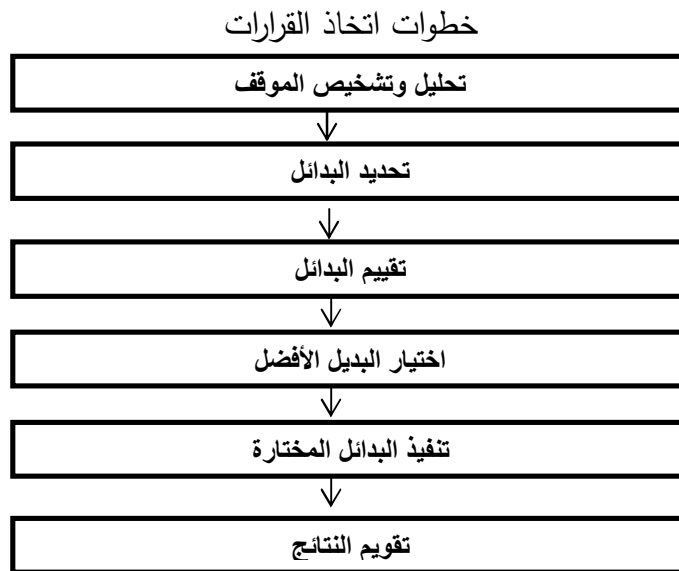 خطوات اتخاذ القرارات
تحليل وتشخيص الموقف
تحديد البدائل
تقييم البدائل
اختيار البديل الأفضل
تنفيذ البدائل المختارة
تقويم النتائج